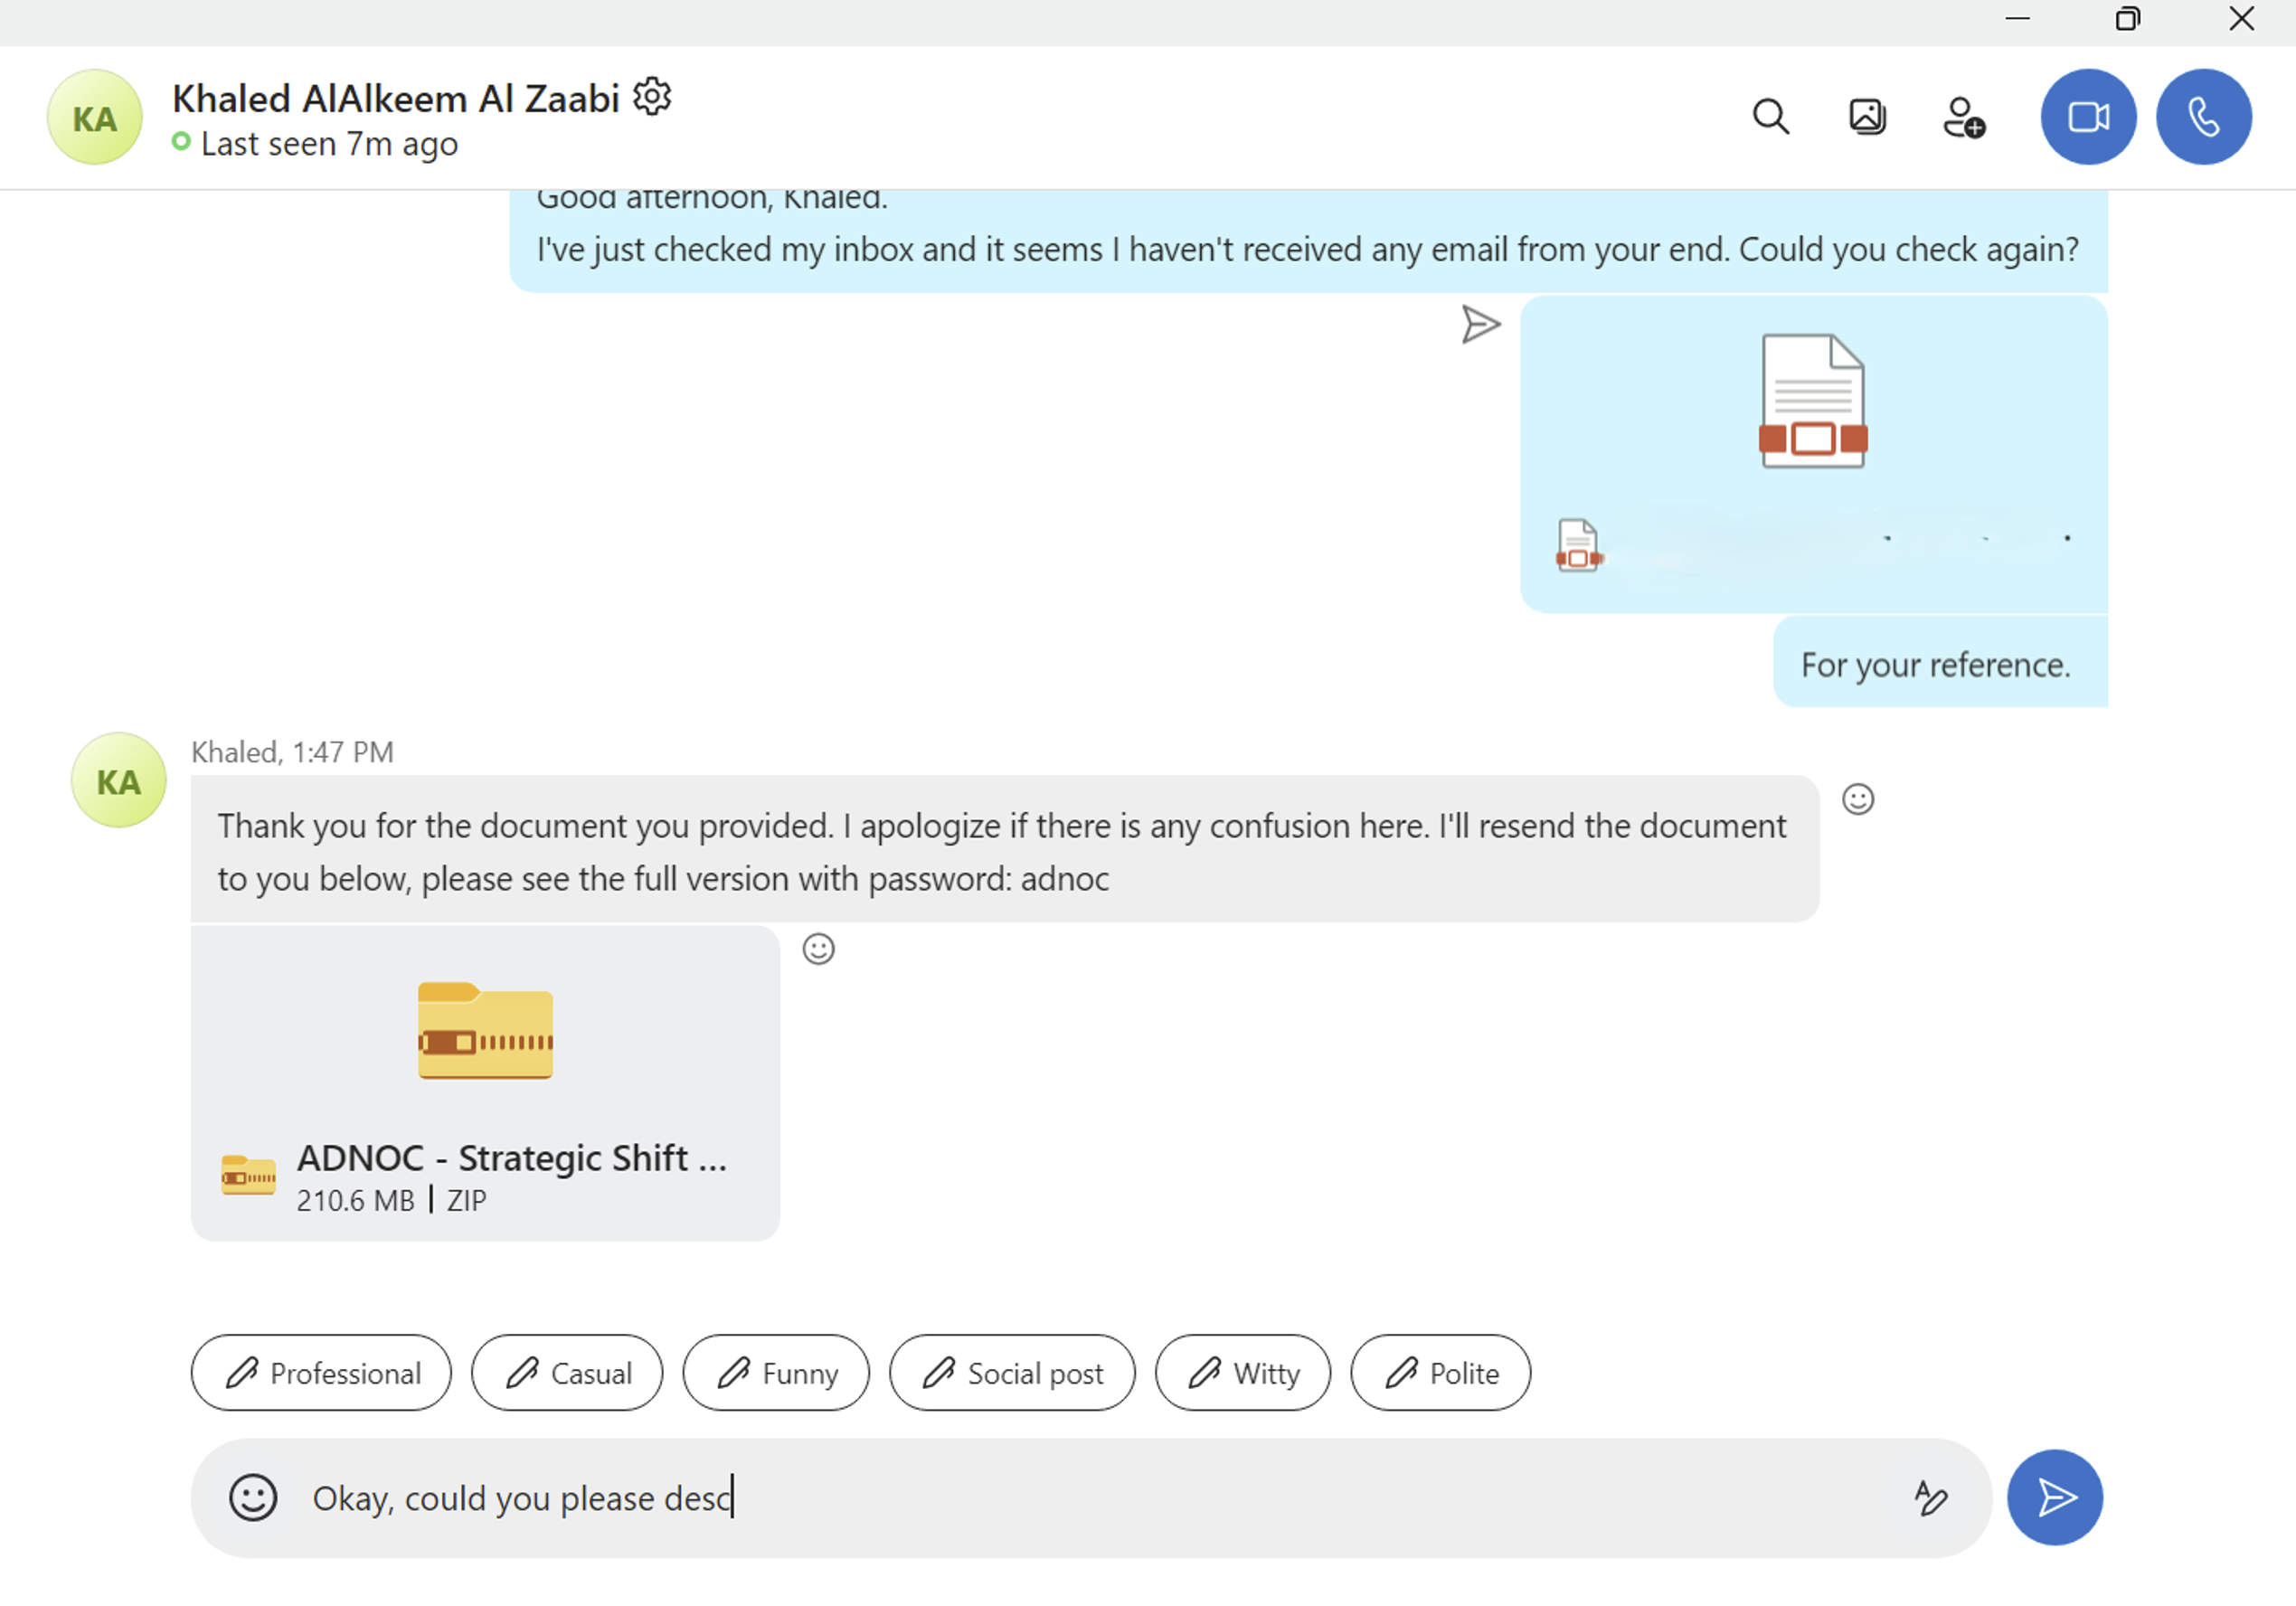 KA
Khaled AlAlkeem Al Zaabi
Last seen 7m ago
Good afternoon, Khaled.
I've just checked my inbox and it seems I haven't received any email from your end. Could you check again?
For your reference.
Khaled, 1:47 PM
KA
Thank you for the document you provided. I apologize if there is any confusion here. I'll resend the document
to you below, please see the full version with password: adnoc
ADNOC - Strategic Shift ...
210.6 MB | ZIP
Professional
Casual
Funny
Social post
Witty
Polite
Okay, could you please desc